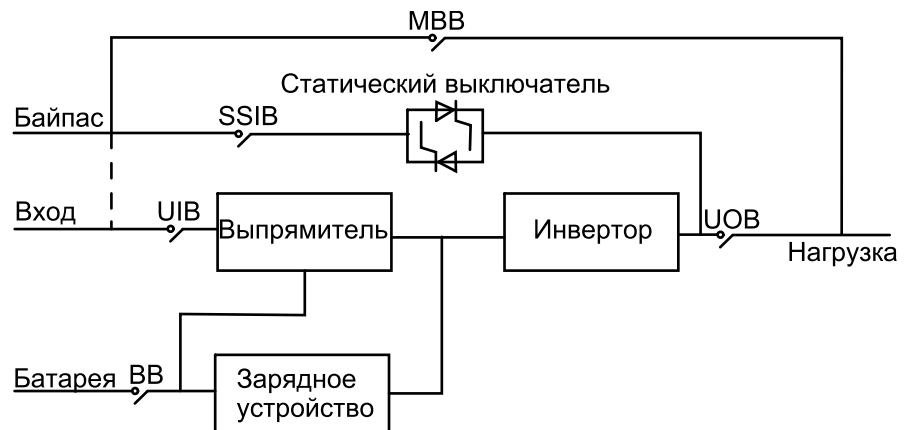 MBB
Статический выключатель
Байпас
SSIB
Вход
UIB
Выпрямитель
Инвертор
UOB
Нагрузка
Батарея
BB
Зарядное
устройство